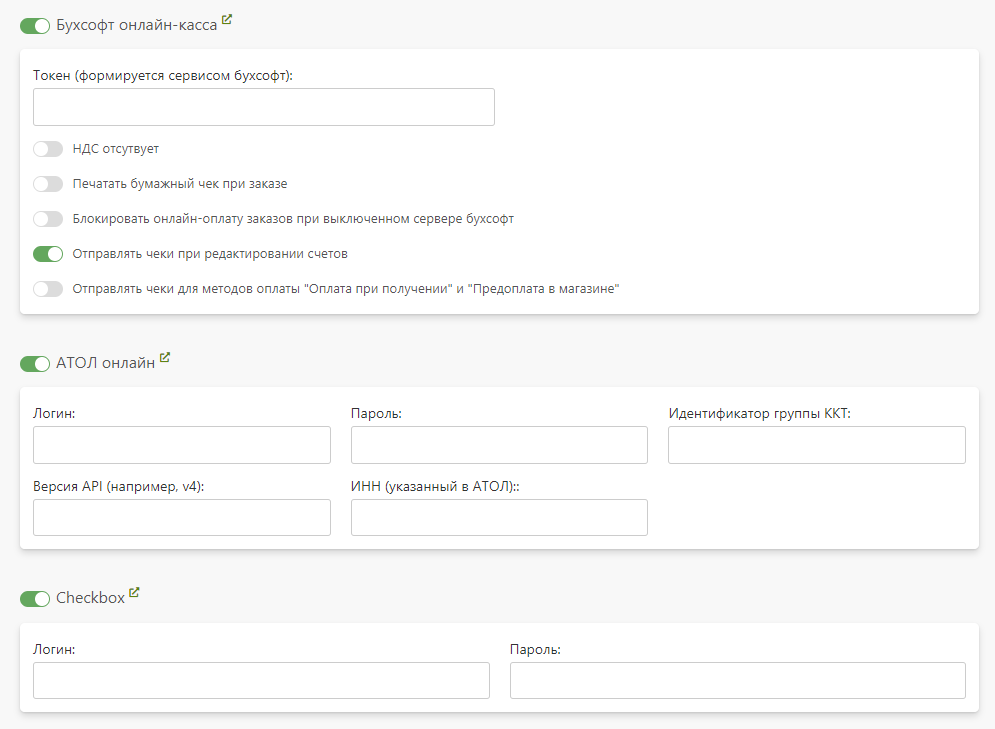 Бухсофт онлайн-касса
Токен (формируется сервисом бухсофт):
НДС отсутвует
Печатать бумажный чек при заказе
Блокировать онлайн-оплату заказов при выключенном сервере бухсофт
Отправлять чеки при редактировании счетов
Отправлять чеки для методов оплаты "Оплата при получении" и "Предоплата в магазине"
АТОЛ онлайн
Логин: Пароль: Идентификатор группы ККТ:
Версия API (например, v4): ИНН (указанный в АТОЛ)::
Checkbox
Логин: Пароль: